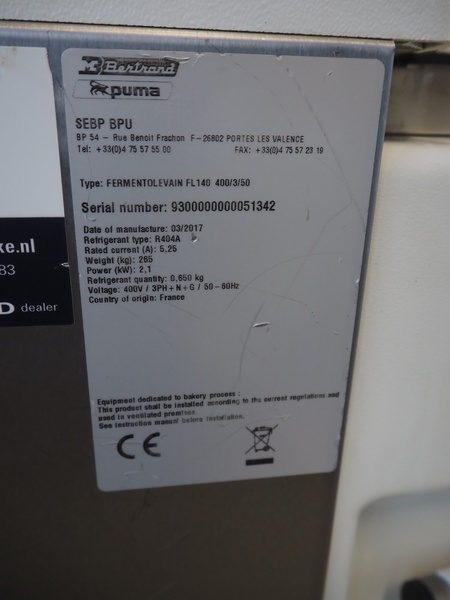 Bertrand
puma
SEBP BPU
BP 54 – Rue Benoit Frachon F-26802 PORTES LES VALENCE
Tel: +33(0)4 75 57 55 00 FAX: +33(0)4 75 57 23 19
Type: FERMENTOLEVAIN FL140 400/3/50
Serial number: 9300000000051342
Date of manufacture: 03/2017
Refrigerant type: R404A
Rated current (A): 5,26
Weight (kg): 265
Power (kW): 2,1
Refrigerant quantity: 0.650 kg
Voltage: 400V / 3PH+N+G / 50-60Hz
Country of origin: France
Equipment dedicated to bakery process :
This product shall be installed according to the current regulations and
used in ventilated premises.
See instruction manual before installation.
CE
xe.nl
83
D dealer